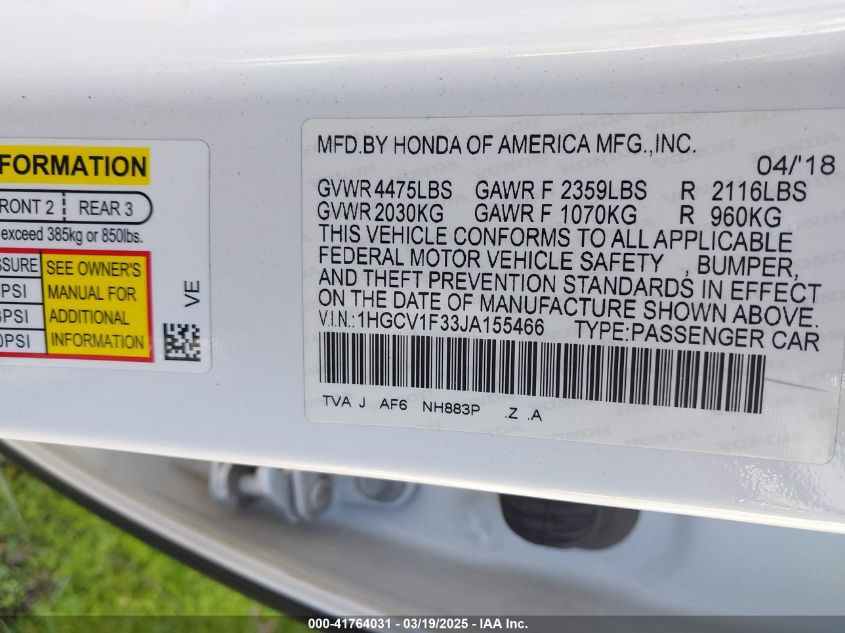 FORMATION
RONT 2 | REAR 3
exceed 385kg or 850lbs.
SSURE SEE OWNER'S
PSI MANUAL FOR
PSI ADDITIONAL
PSI INFORMATION
VE
MFD.BY HONDA OF AMERICA MFG.,INC.
04/'18
GVWR 4475LBS GAWR F 2359LBS R 2116LBS
GVWR 2030KG GAWR F 1070KG R 960KG
THIS VEHICLE CONFORMS TO ALL APPLICABLE
FEDERAL MOTOR VEHICLE SAFETY , BUMPER,
AND THEFT PREVENTION STANDARDS IN EFFECT
ON THE DATE OF MANUFACTURE SHOWN ABOVE.
V.I.N.:1HGCV1F33JA155466 TYPE:PASSENGER CAR
TVA J AF6 NH883P .Z .A
000-41764031 - 03/19/2025 - IAA Inc.